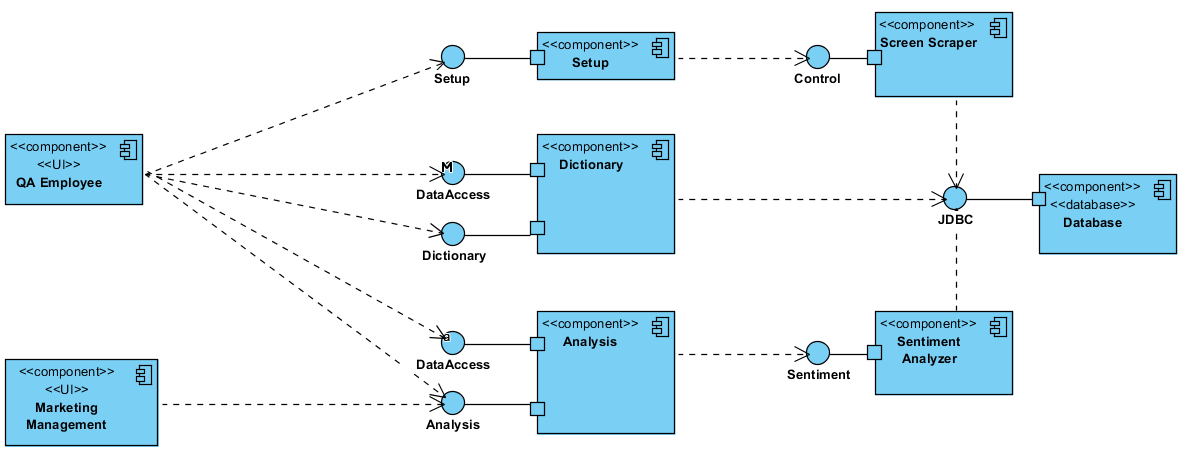 <<component>>
Setup
Setup
<<component>>
Screen Scraper
Control
<<component>>
<<UI>>
QA Employee
M
DataAccess
Dictionary
<<component>>
Dictionary
JDBC
<<component>>
<<database>>
Database
a
DataAccess
Analysis
<<component>>
Analysis
Sentiment
<<component>>
Sentiment
Analyzer
<<component>>
<<UI>>
Marketing
Management